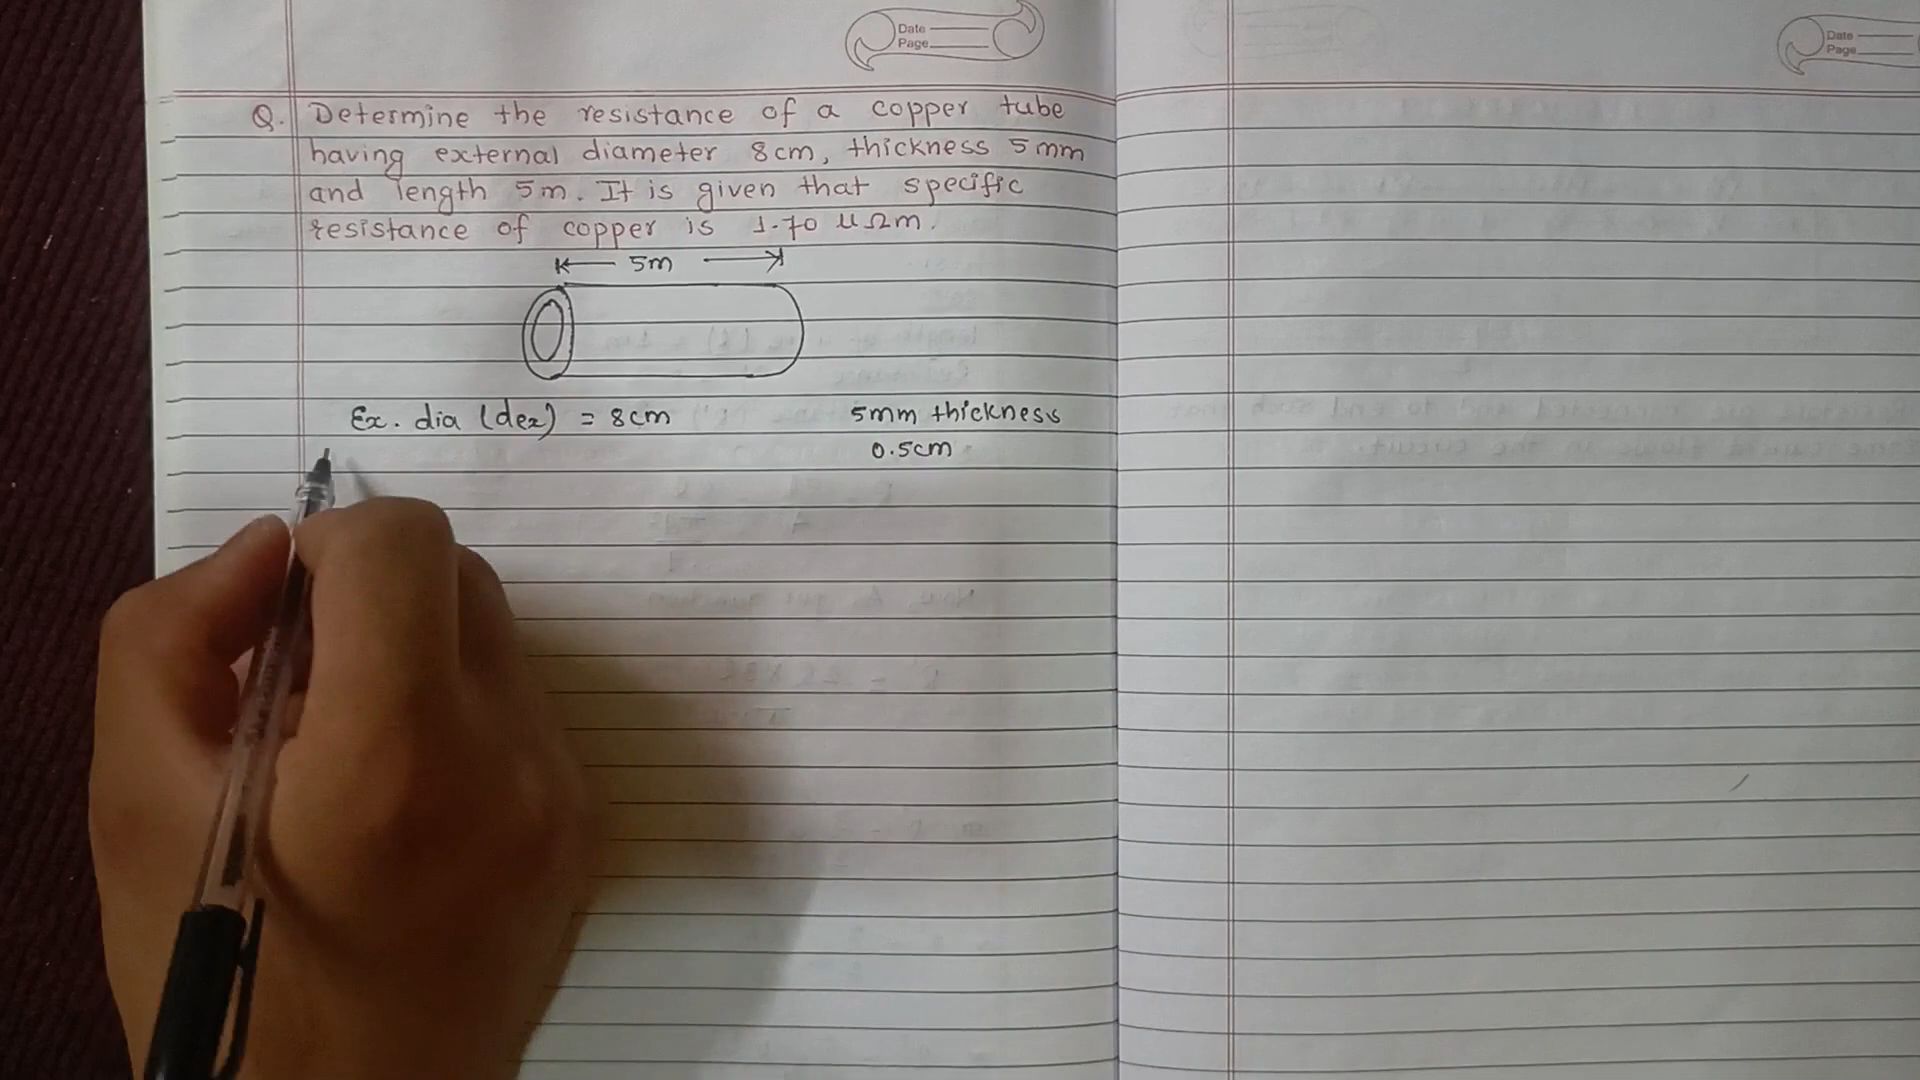 Date
Page
Date
Page
Q. Determine the resistance of a copper tube
having external diameter 8cm, thickness 5mm
and length 5m. It is given that specific
resistance of copper is 1.70 μΩm.
5m
Ex. dia (dex) = 8cm
5mm thickness
0.5cm